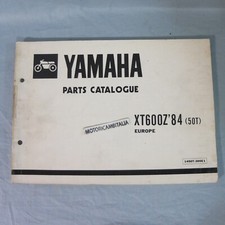 YAMAHA
PARTS CATALOGUE
MOTORICAMBITALIA
XT600Z'84 (50T)
EUROPE